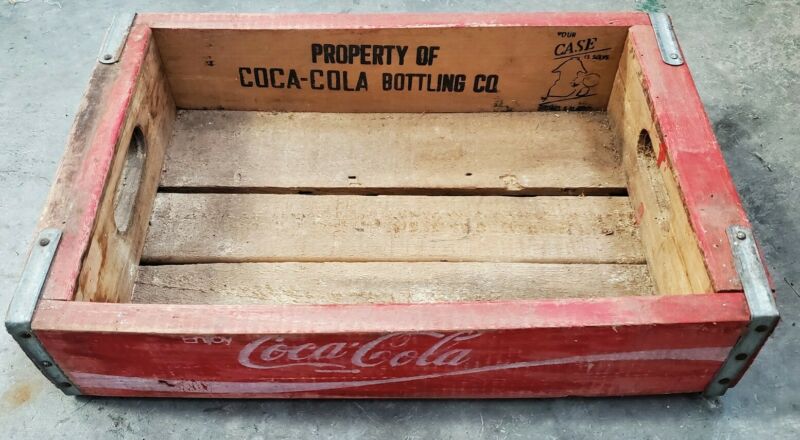 PROPERTY OF
COCA-COLA BOTTLING CO
YOUR
CASE
ENJOY
Coca-Cola